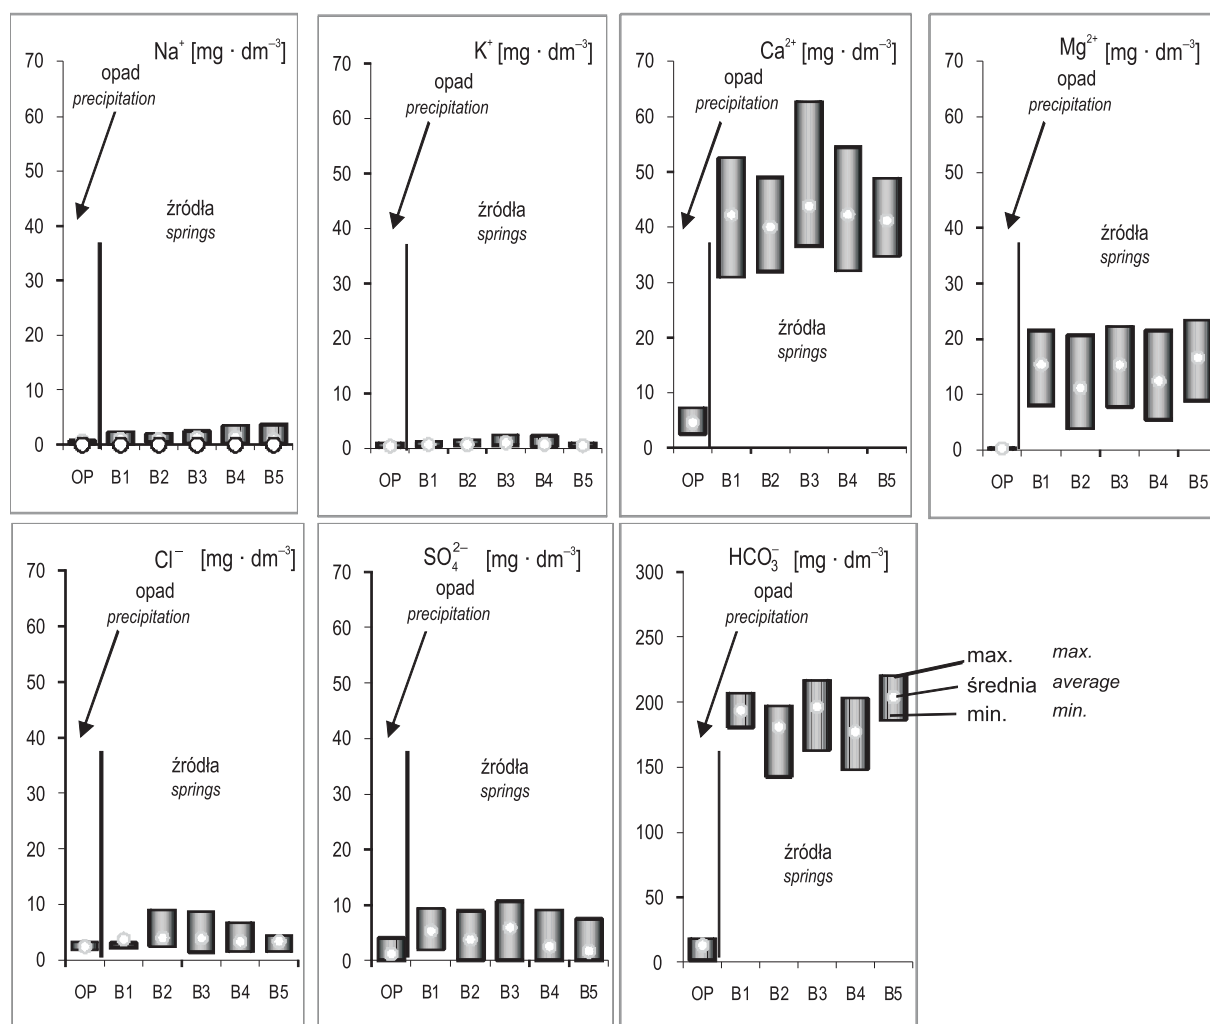 Na⁺ [mg · dm⁻³]
opad
precipitation
źródła
springs
70
60
50
40
30
20
10
0
OP B1 B2 B3 B4 B5
K⁺ [mg · dm⁻³]
opad
precipitation
źródła
springs
70
60
50
40
30
20
10
0
OP B1 B2 B3 B4 B5
Ca²⁺ [mg · dm⁻³]
opad
precipitation
źródła
springs
70
60
50
40
30
20
10
0
OP B1 B2 B3 B4 B5
Mg²⁺ [mg · dm⁻³]
opad
precipitation
źródła
springs
70
60
50
40
30
20
10
0
OP B1 B2 B3 B4 B5
Cl⁻ [mg · dm⁻³]
opad
precipitation
źródła
springs
70
60
50
40
30
20
10
0
OP B1 B2 B3 B4 B5
SO₄²⁻ [mg · dm⁻³]
opad
precipitation
źródła
springs
70
60
50
40
30
20
10
0
OP B1 B2 B3 B4 B5
HCO₃⁻ [mg · dm⁻³]
opad
precipitation
źródła
springs
300
250
200
150
100
50
0
OP B1 B2 B3 B4 B5
max. max.
średnia average
min. min.